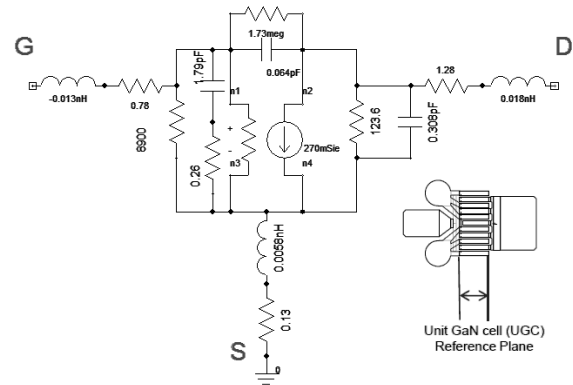 G
D
1.73meg
0.064pF
1.79pF
n1
n2
-0.013nH
0.78
8900
0.26
+
-
n3
270mSie
n4
123.6
0.308pF
1.28
0.018nH
0.0058nH
0.13
S
0
Unit GaN cell (UGC)
Reference Plane